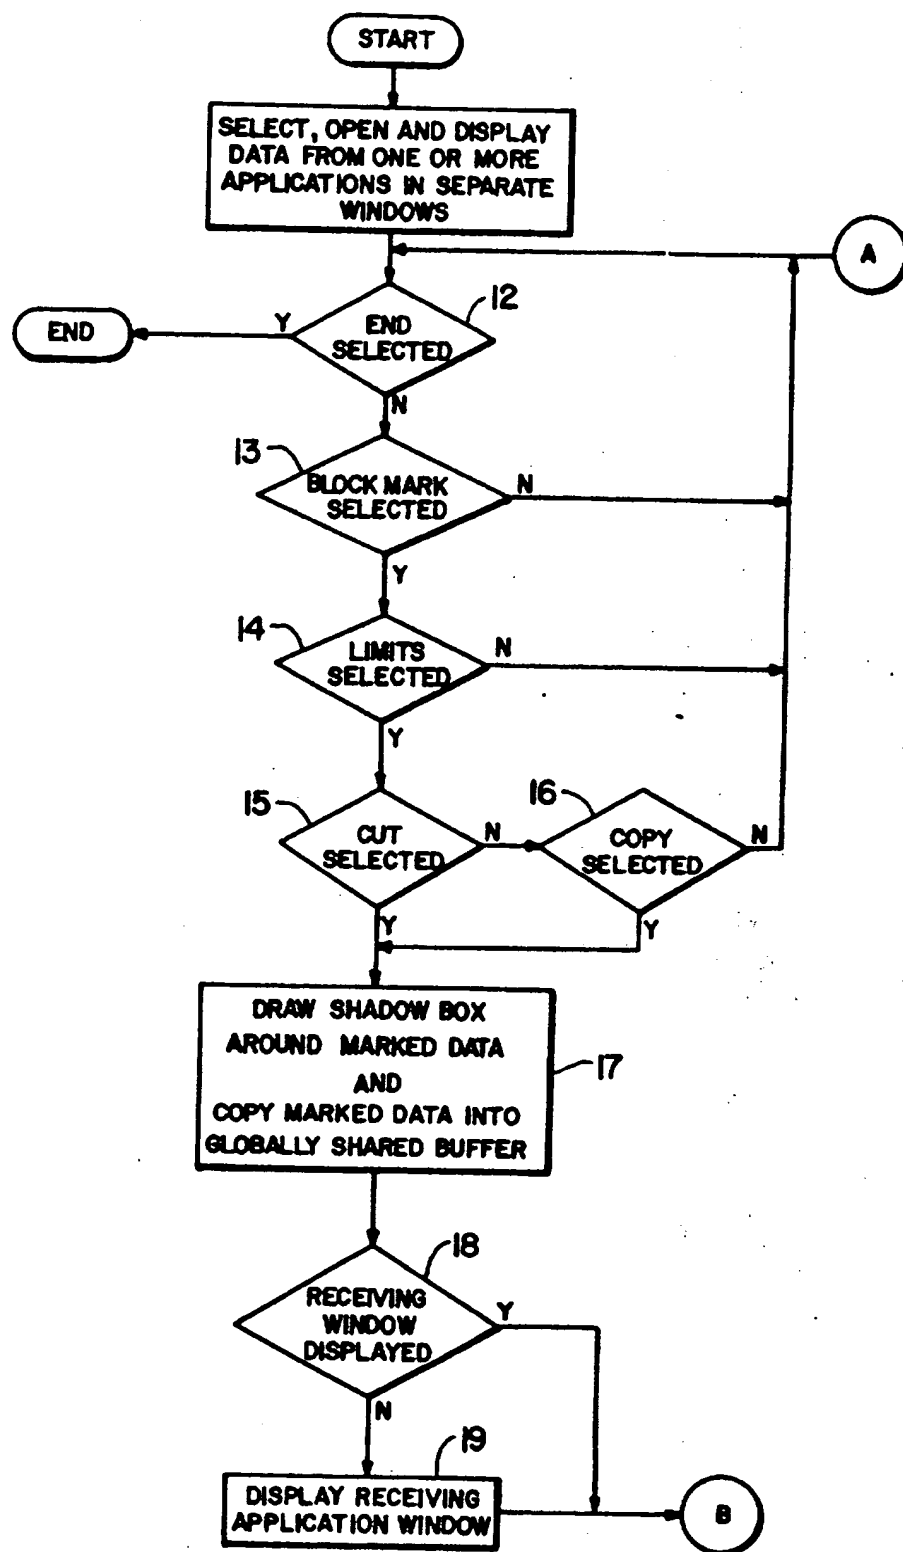 START
SELECT, OPEN AND DISPLAY
DATA FROM ONE OR MORE
APPLICATIONS IN SEPARATE
WINDOWS
A
12
END
Y
END
SELECTED
N
13
BLOCK MARK
SELECTED
N
Y
14
LIMITS
SELECTED
N
Y
15
CUT
SELECTED
N
16
COPY
SELECTED
N
Y
Y
DRAW SHADOW BOX
AROUND MARKED DATA
AND
COPY MARKED DATA INTO
GLOBALLY SHARED BUFFER
17
18
RECEIVING
WINDOW
DISPLAYED
Y
N
19
DISPLAY RECEIVING
APPLICATION WINDOW
B